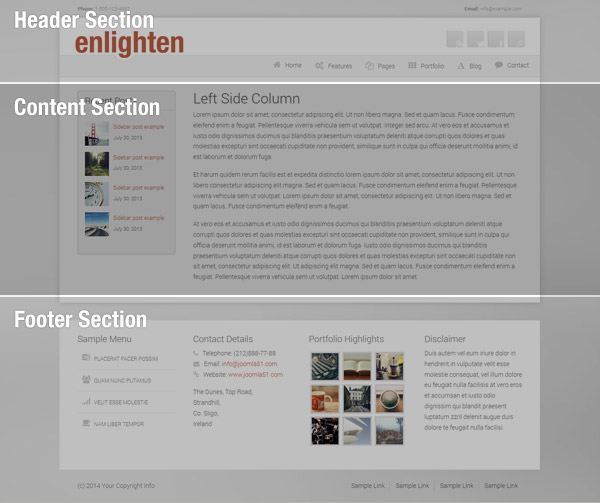 Header Section
Email: info@example.com
enlighten
Home Features Pages Portfolio Blog Contact
Content Section
Left Side Column
Lorem ipsum dolor sit amet, consectetur adipiscing elit. Sed et quam lacus. Fusce condimentum
eleifend enim a feugiat. Pellentesque viverra vehicula sem ut volutpat. Integer sed arcu. At vero eos et accusamus et
iusto odio dignissimos ducimus qui blanditiis praesentium voluptatum deleniti atque corrupti quos dolores et quas
molestias excepturi sint occaecati cupiditate non provident, similique sunt in culpa qui officia deserunt mollitia animi, id
est laborum et dolorum fuga.
Sidebar post example
July 30, 2013
Sidebar post example
July 30, 2013
Sidebar post example
July 30, 2013
Sidebar post example
July 30, 2013
Et harum quidem rerum facilis est et expedita distinctio lorem ipsum dolor sit amet, consectetur adipiscing elit. Ut non
libero consectetur adipiscing elit magna. Sed et quam lacus. Fusce condimentum eleifend enim a feugiat. Pellentesque
viverra vehicula sem ut volutpat. Lorem ipsum dolor sit amet, consectetur adipiscing elit. Sed et quam
lacus. Fusce condimentum eleifend enim a feugiat.
At vero eos et accusamus et iusto odio dignissimos ducimus qui blanditiis praesentium voluptatum deleniti atque
corrupti quos dolores et quas molestias excepturi sint occaecati cupiditate non provident, similique sunt in culpa qui
officia deserunt mollitia animi, id est laborum et dolorum fuga. Iusto odio dignissimos ducimus qui blanditiis
praesentium voluptatum deleniti atque corrupti quos dolores et quas molestias excepturi sint occaecati cupiditate non
sit amet, consectetur adipiscing elit. Ut adipiscing elit magna. Sed et quam lacus. Fusce condimentum eleifend enim a
feugiat. Pellentesque viverra vehicula sem ut volutpat. Integer sed arcu.
Footer Section
Sample Menu
PLACERAT FACER POSSIM
QUAM NUNC PUTAMUS
VELIT ESSE MOLESTIE
NAM LIBER TEMPOR
Contact Details
Telephone: (212)888-77-88
Email: info@joomla51.com
Website: www.joomla51.com
The Dunes, Top Road,
Strandhill,
Co. Sligo,
Ireland
Portfolio Highlights
Disclaimer
Duis autem vel eum iriure dolor in
hendrerit in vulputate velit esse
molestie consequat, vel illum dolore
eu feugiat nulla facilisis at vero eros
et accumsan et iusto odio
dignissim qui blandit praesent
luptatum zzril delenit augue duis
dolore te feugait nulla facilisi.
(c) 2014 Your Copyright Info
Sample Link | Sample Link | Sample Link | Sample Link